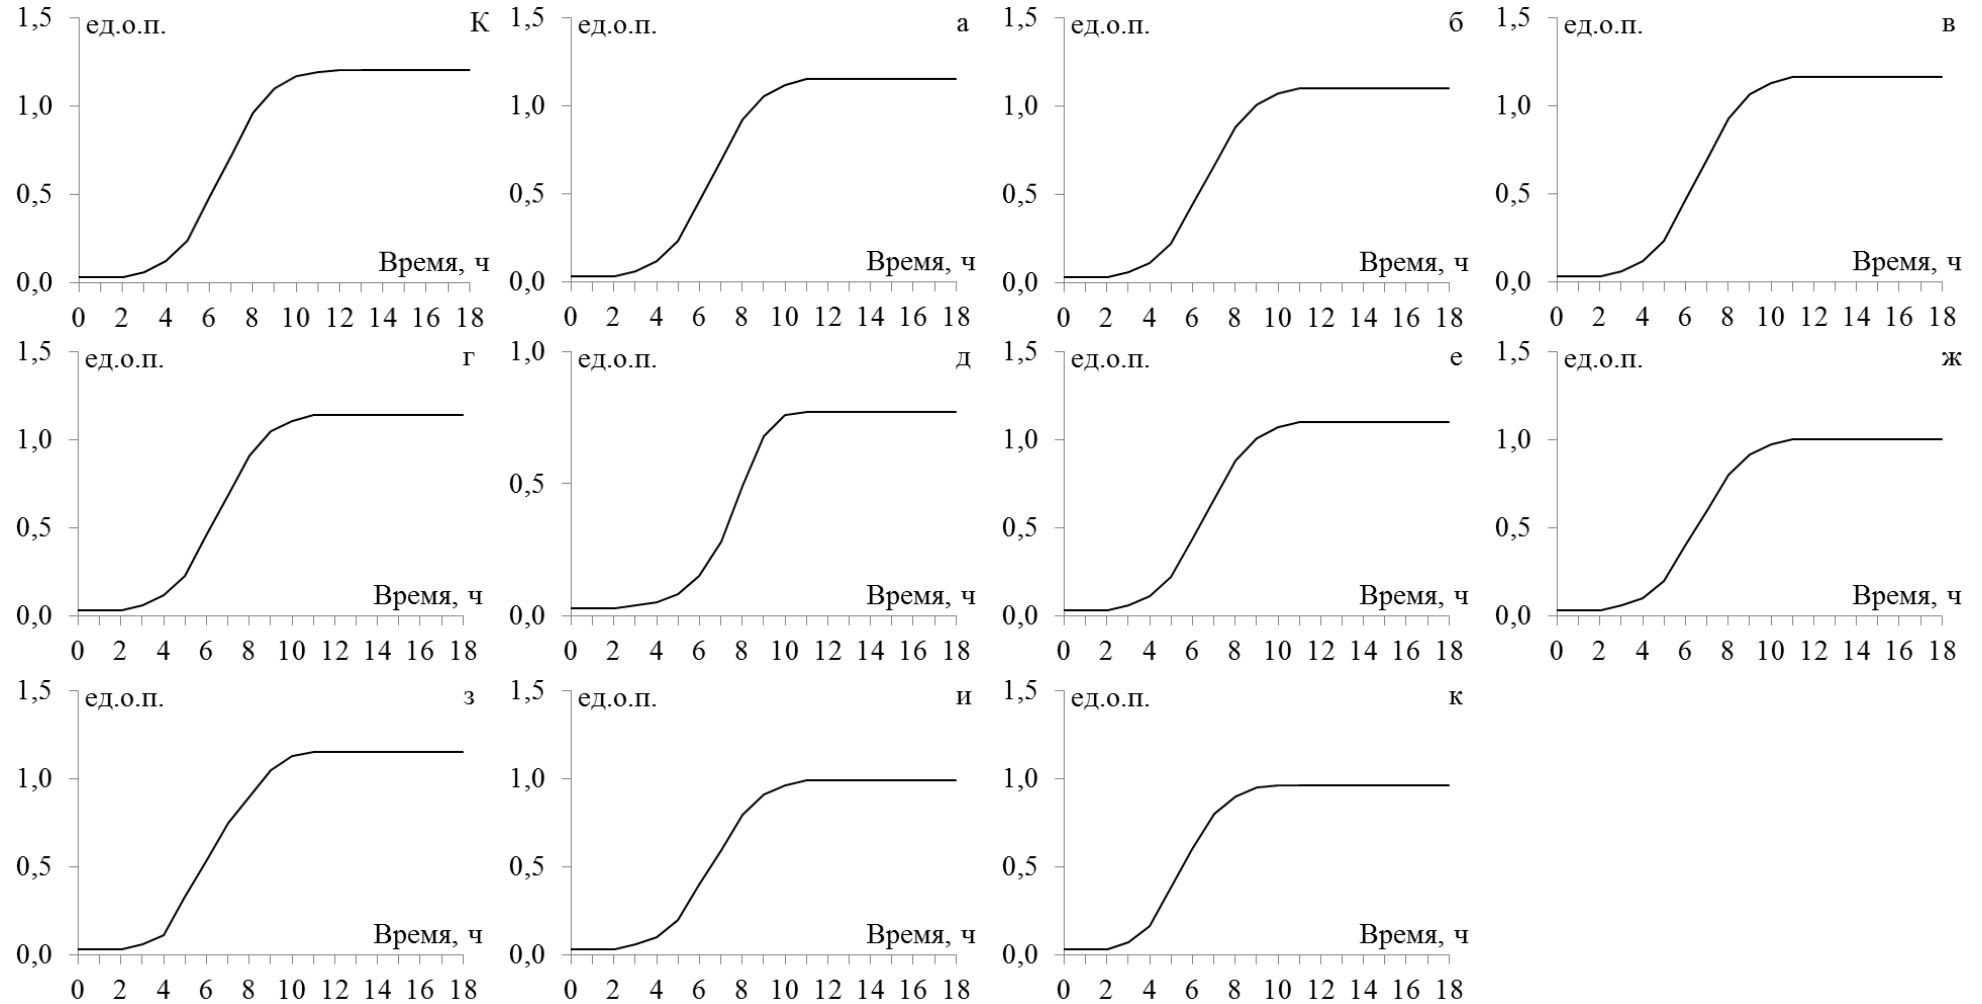 1,5 ед.о.п. К
1,0
0,5
Время, ч
0,0
0 2 4 6 8 10 12 14 16 18
1,5 ед.о.п. а
1,0
0,5
Время, ч
0,0
0 2 4 6 8 10 12 14 16 18
1,5 ед.о.п. б
1,0
0,5
Время, ч
0,0
0 2 4 6 8 10 12 14 16 18
1,5 ед.о.п. в
1,0
0,5
Время, ч
0,0
0 2 4 6 8 10 12 14 16 18
1,5 ед.о.п. г
1,0
0,5
Время, ч
0,0
0 2 4 6 8 10 12 14 16 18
1,0 ед.о.п. д
0,5
Время, ч
0,0
0 2 4 6 8 10 12 14 16 18
1,5 ед.о.п. е
1,0
0,5
Время, ч
0,0
0 2 4 6 8 10 12 14 16 18
1,5 ед.о.п. ж
1,0
0,5
Время, ч
0,0
0 2 4 6 8 10 12 14 16 18
1,5 ед.о.п. з
1,0
0,5
Время, ч
0,0
0 2 4 6 8 10 12 14 16 18
1,5 ед.о.п. и
1,0
0,5
Время, ч
0,0
0 2 4 6 8 10 12 14 16 18
1,5 ед.о.п. к
1,0
0,5
Время, ч
0,0
0 2 4 6 8 10 12 14 16 18